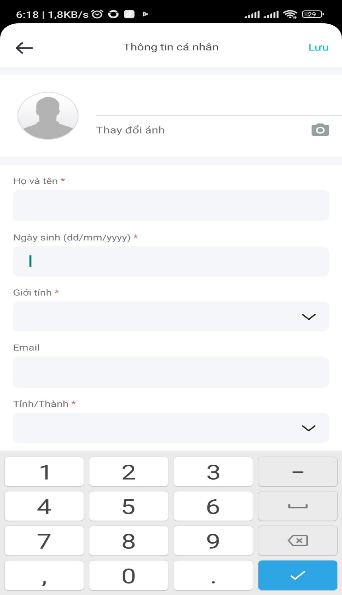 6:18 | 1,8KB/s
29
Thông tin cá nhân
Lưu
Thay đổi ảnh
Họ và tên *
Ngày sinh (dd/mm/yyyy) *
Giới tính *
Email
Tỉnh/Thành *
1 2 3 −
4 5 6
7 8 9
, 0 .